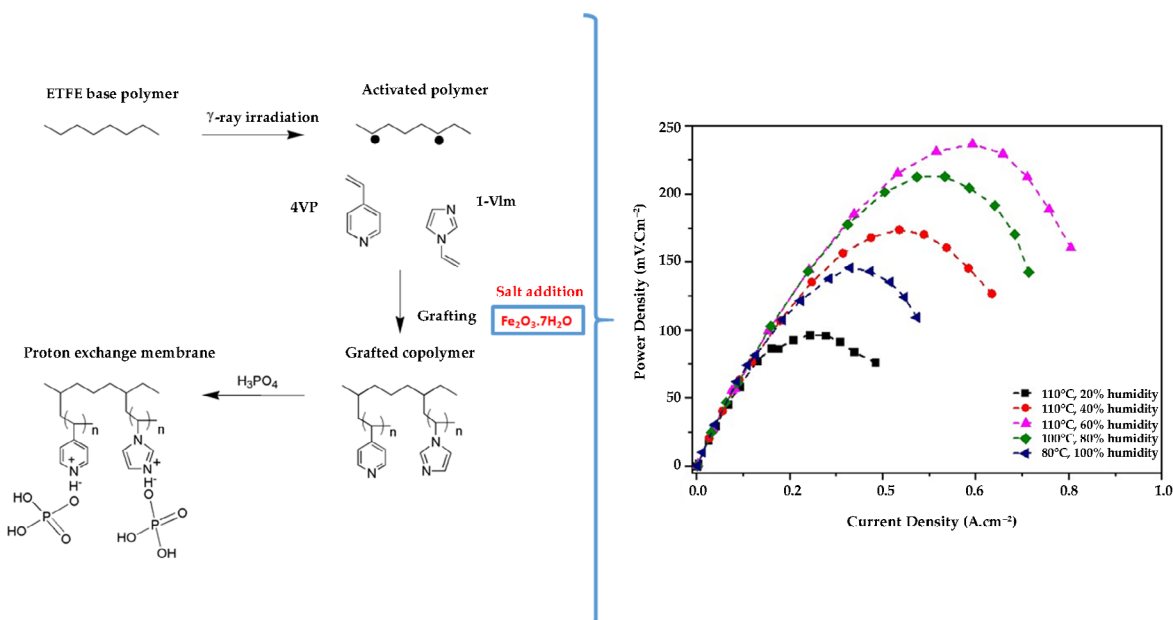 ETFE base polymer
γ-ray irradiation
Activated polymer
4VP
N
1-Vlm
N
N
Salt addition
Fe₂O₃.7H₂O
Grafting
Proton exchange membrane
H₃PO₄
Grafted copolymer
n
n
N
+
N
N
+
H-
O
H-
HO
P
HO
O
HO
O
P
HO
OH
n
n
N
N
N
Power Density (mV.Cm⁻²)
250
200
150
100
50
0
110°C, 20% humidity
110°C, 40% humidity
110°C, 60% humidity
100°C, 80% humidity
80°C, 100% humidity
0.0
0.2
0.5
0.6
0.8
1.0
Current Density (A.cm⁻²)